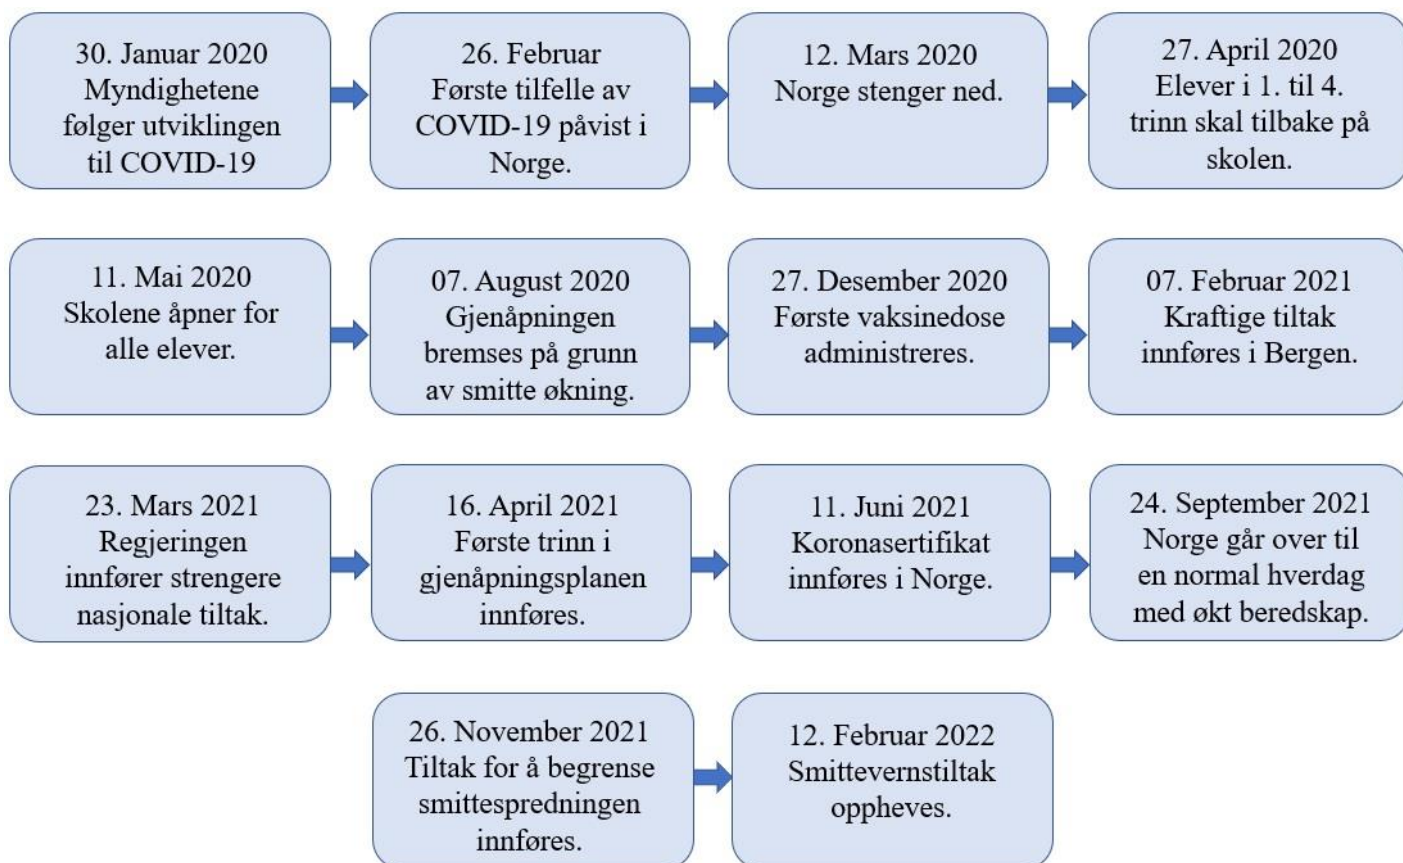 30. Januar 2020
Myndighetene
følger utviklingen
til COVID-19
26. Februar
Første tilfelle av
COVID-19 påvist i
Norge.
12. Mars 2020
Norge stenger ned.
27. April 2020
Elever i 1. til 4.
trinn skal tilbake på
skolen.
11. Mai 2020
Skolene åpner for
alle elever.
07. August 2020
Gjenåpningen
bremses på grunn
av smitte økning.
27. Desember 2020
Første vaksinedose
administreres.
07. Februar 2021
Kraftige tiltak
innføres i Bergen.
23. Mars 2021
Regjeringen
innfører strengere
nasjonale tiltak.
16. April 2021
Første trinn i
gjenåpningsplanen
innføres.
11. Juni 2021
Koronasertifikat
innføres i Norge.
24. September 2021
Norge går over til
en normal hverdag
med økt beredskap.
26. November 2021
Tiltak for å begrense
smittespredningen
innføres.
12. Februar 2022
Smittevernstiltak
oppheves.